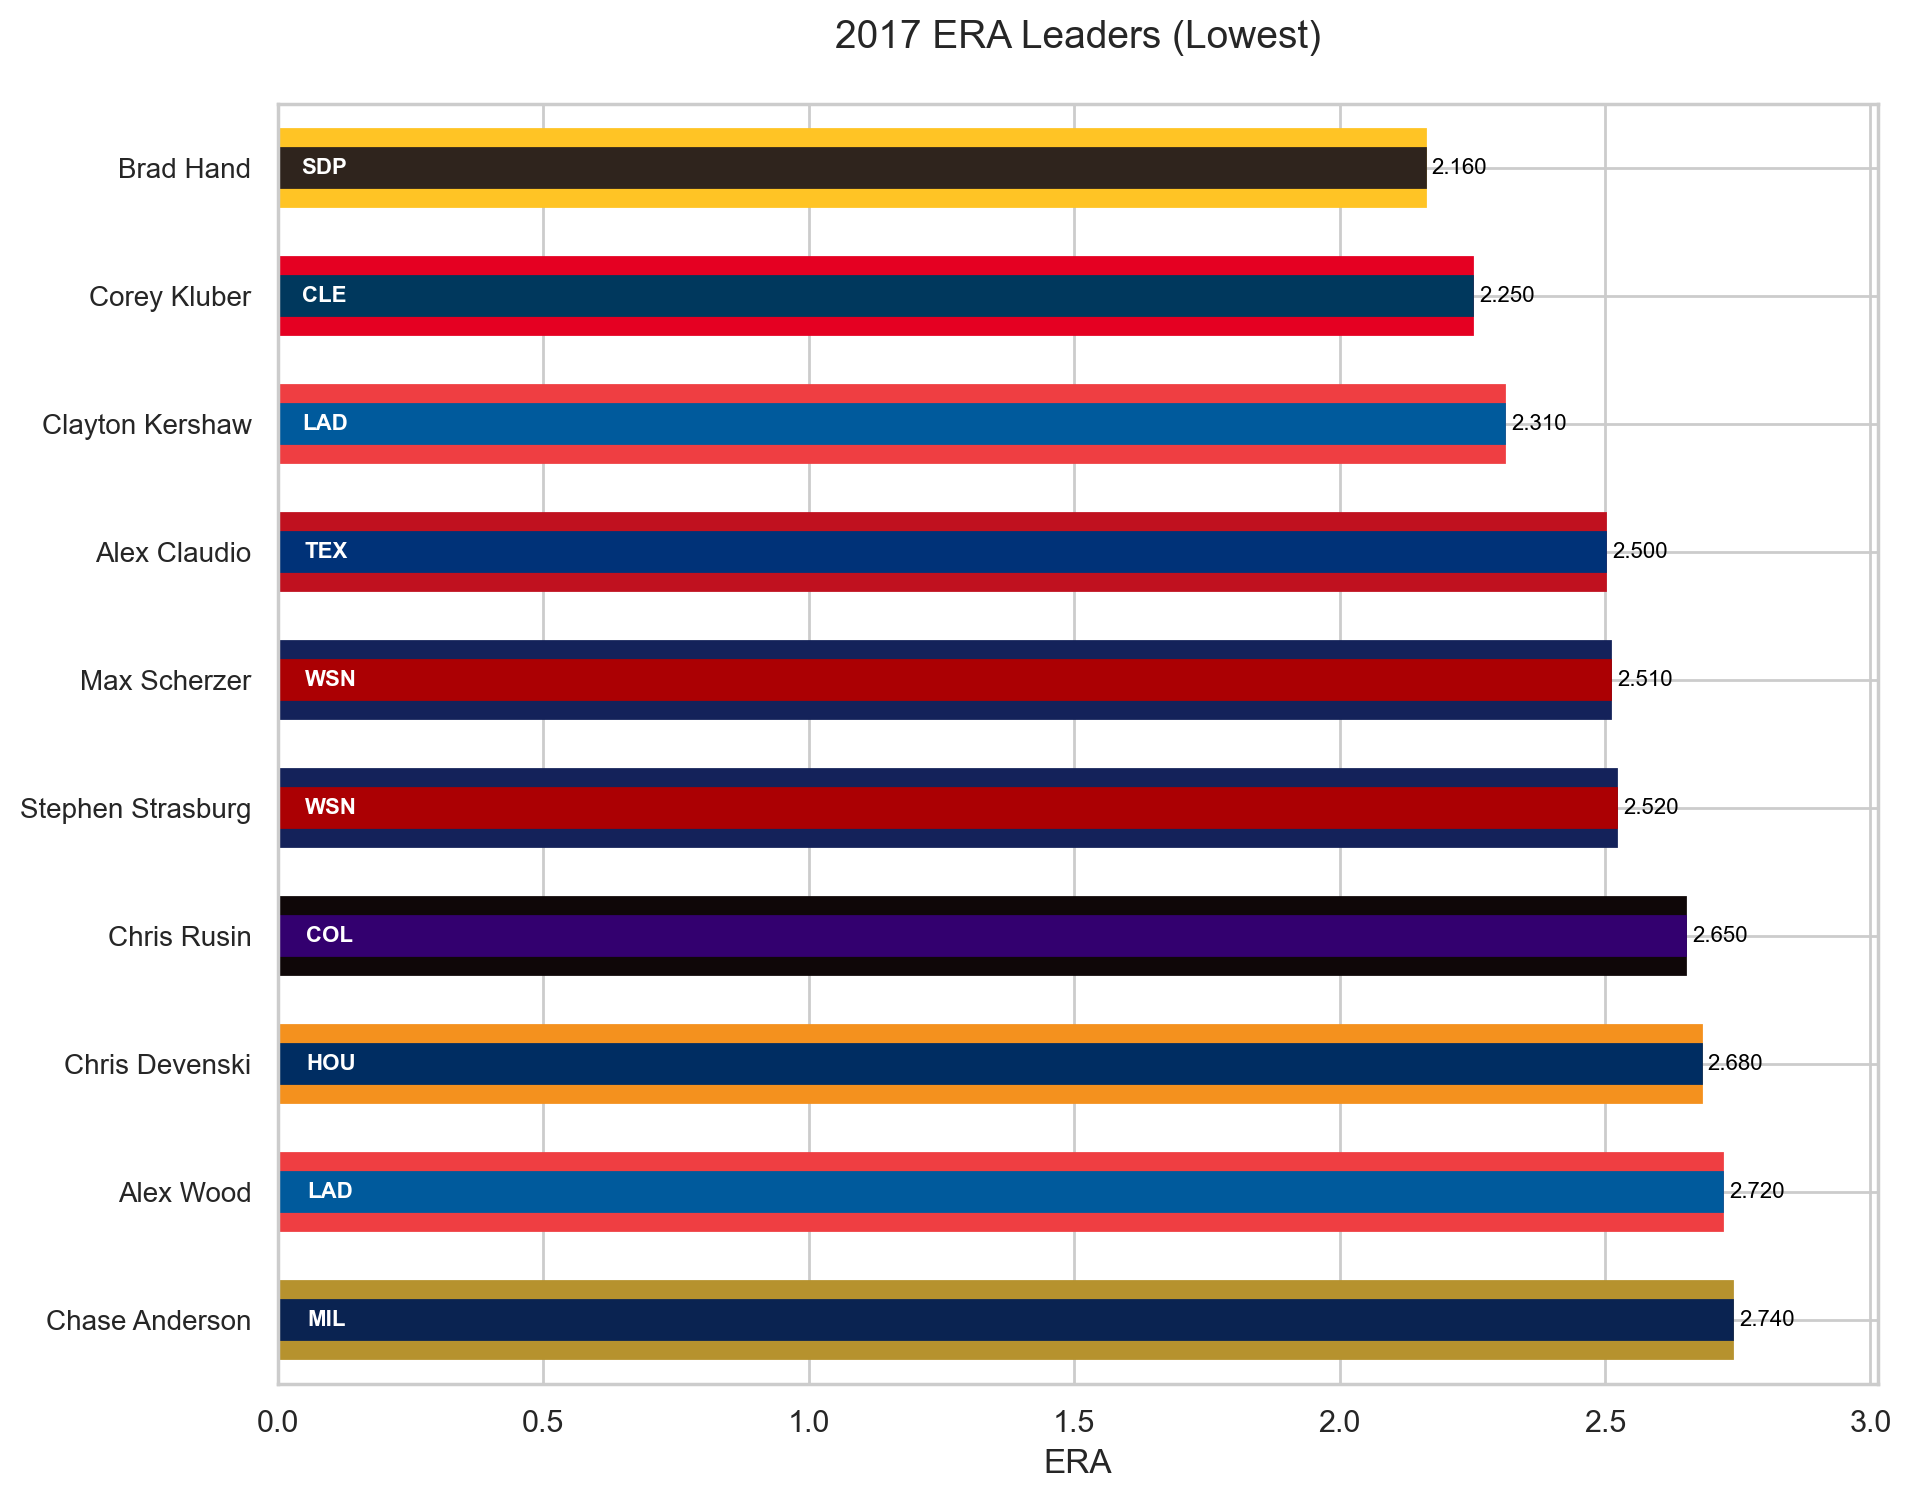 2017 ERA Leaders (Lowest)
Brad Hand SDP 2.160
Corey Kluber CLE 2.250
Clayton Kershaw LAD 2.310
Alex Claudio TEX 2.500
Max Scherzer WSN 2.510
Stephen Strasburg WSN 2.520
Chris Rusin COL 2.650
Chris Devenski HOU 2.680
Alex Wood LAD 2.720
Chase Anderson MIL 2.740
0.0 0.5 1.0 1.5 2.0 2.5 3.0
ERA